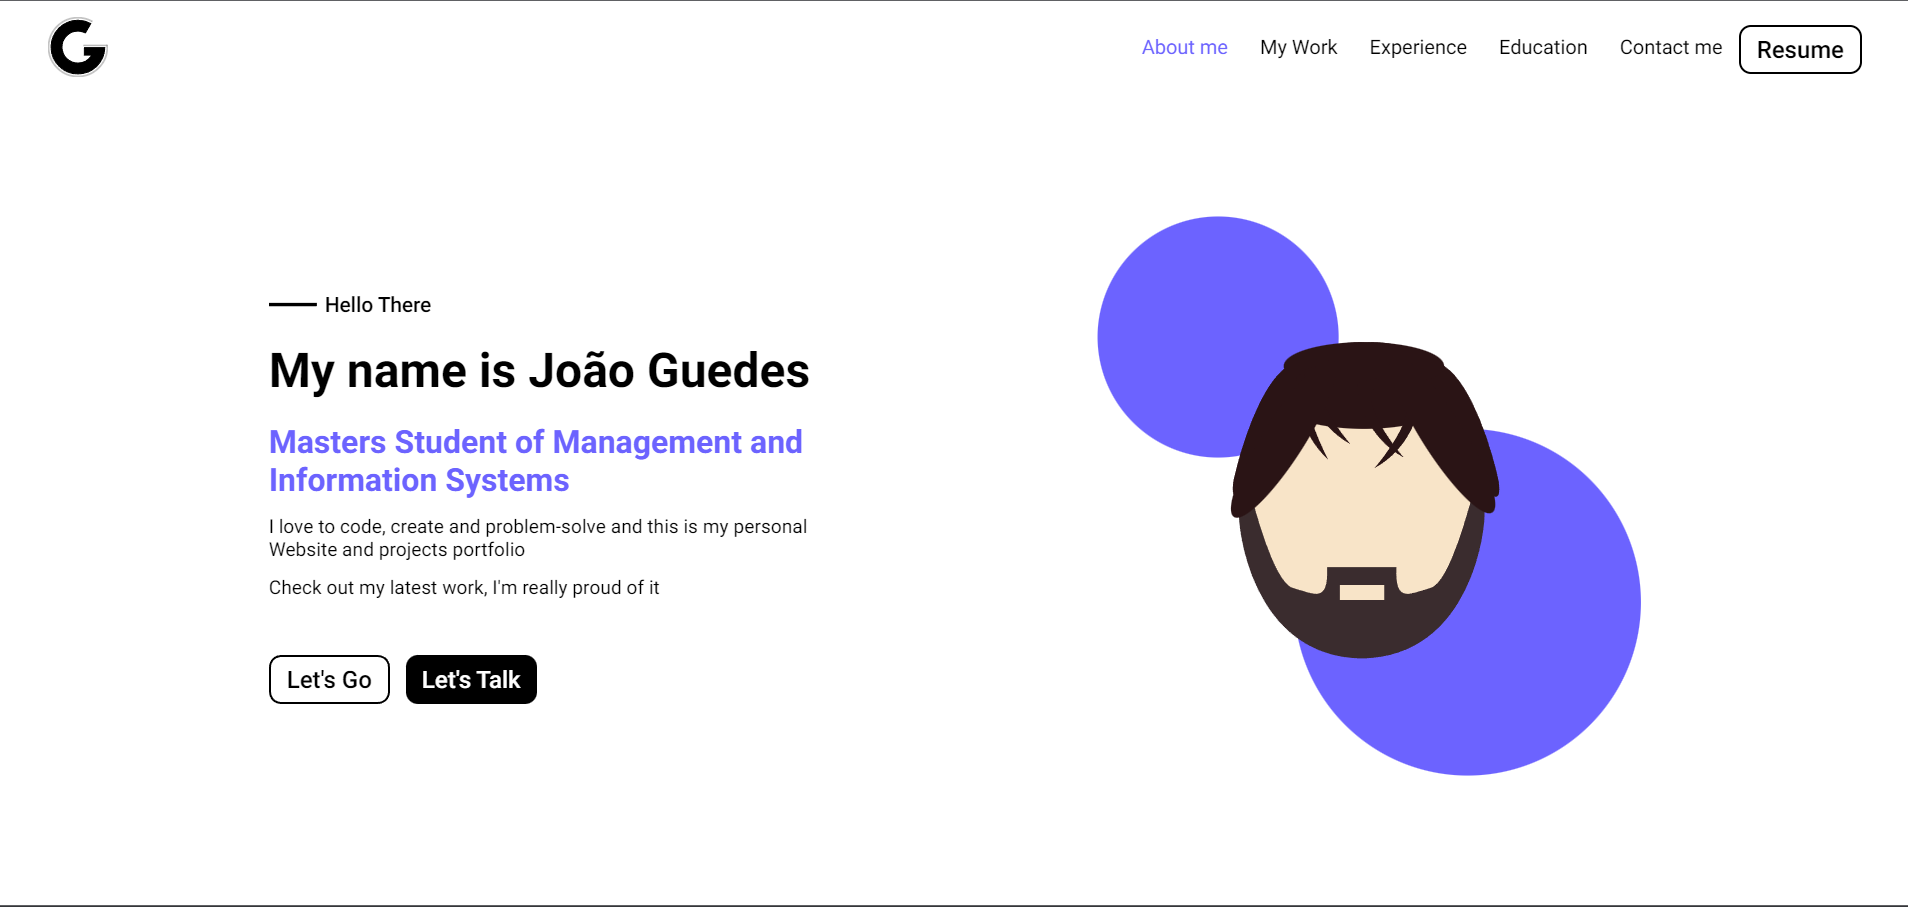 G
About me My Work Experience Education Contact me Resume
Hello There
My name is João Guedes
Masters Student of Management and
Information Systems
I love to code, create and problem-solve and this is my personal
Website and projects portfolio
Check out my latest work, I'm really proud of it
Let's Go Let's Talk